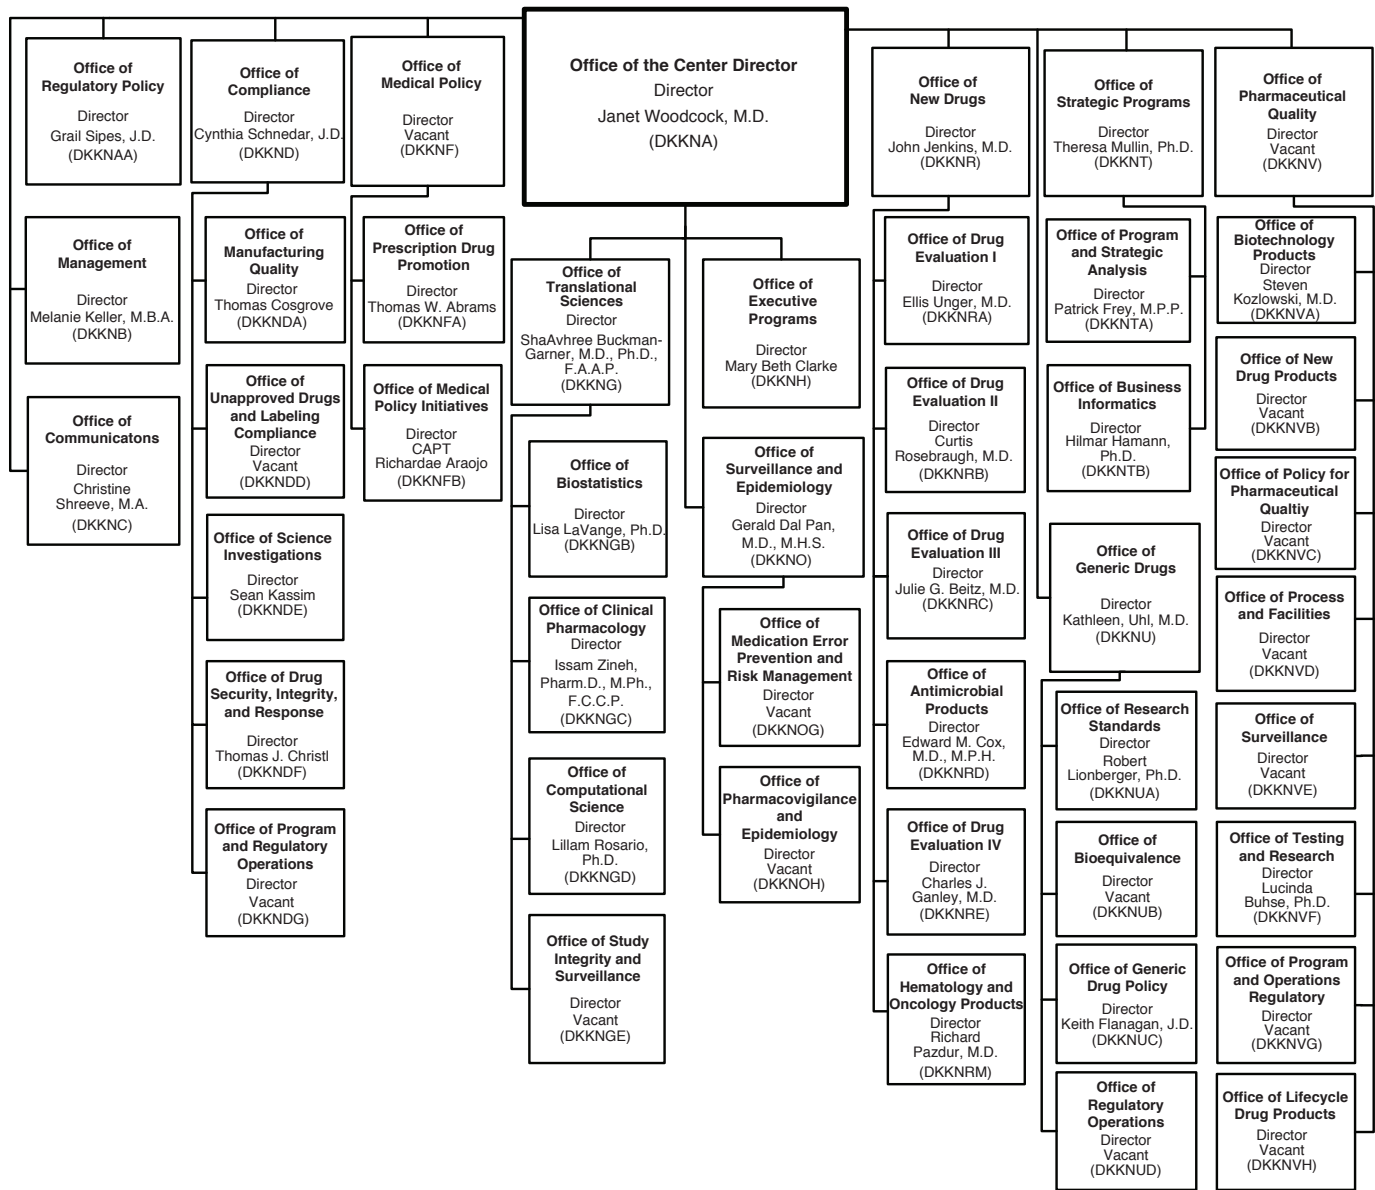 Office of the Center Director
Director
Janet Woodcock, M.D.
(DKKNA)
Office of
Regulatory Policy
Director
Grail Sipes, J.D.
(DKKNAA)
Office of
Management
Director
Melanie Keller, M.B.A.
(DKKNB)
Office of
Communicatons
Director
Christine
Shreeve, M.A.
(DKKNC)
Office of
Compliance
Director
Cynthia Schnedar, J.D.
(DKKND)
Office of
Manufacturing
Quality
Director
Thomas Cosgrove
(DKKNDA)
Office of
Unapproved Drugs
and Labeling
Compliance
Director
Vacant
(DKKNDD)
Office of Science
Investigations
Director
Sean Kassim
(DKKNDE)
Office of Drug
Security, Integrity,
and Response
Director
Thomas J. Christl
(DKKNDF)
Office of Program
and Regulatory
Operations
Director
Vacant
(DKKNDG)
Office of
Medical Policy
Director
Vacant
(DKKNF)
Office of
Prescription Drug
Promotion
Director
Thomas W. Abrams
(DKKNFA)
Office of Medical
Policy Initiatives
Director
CAPT
Richardae Araojo
(DKKNFB)
Office of
Translational
Sciences
Director
ShaAvhree Buckman-
Garner, M.D., Ph.D.,
F.A.A.P.
(DKKNG)
Office of
Biostatistics
Director
Lisa LaVange, Ph.D.
(DKKNGB)
Office of Clinical
Pharmacology
Director
Issam Zineh,
Pharm.D., M.Ph.,
F.C.C.P.
(DKKNGC)
Office of
Computational
Science
Director
Lillam Rosario,
Ph.D.
(DKKNGD)
Office of Study
Integrity and
Surveillance
Director
Vacant
(DKKNGE)
Office of
Executive
Programs
Director
Mary Beth Clarke
(DKKNH)
Office of
Surveillance and
Epidemiology
Director
Gerald Dal Pan,
M.D., M.H.S.
(DKKNO)
Office of
Medication Error
Prevention and
Risk Management
Director
Vacant
(DKKNOG)
Office of
Pharmacovigilance
and
Epidemiology
Director
Vacant
(DKKNOH)
Office of
New Drugs
Director
John Jenkins, M.D.
(DKKNR)
Office of Drug
Evaluation I
Director
Ellis Unger, M.D.
(DKKNRA)
Office of Drug
Evaluation II
Director
Curtis
Rosebraugh, M.D.
(DKKNRB)
Office of Drug
Evaluation III
Director
Julie G. Beitz, M.D.
(DKKNRC)
Office of
Antimicrobial
Products
Director
Edward M. Cox,
M.D., M.P.H.
(DKKNRD)
Office of Drug
Evaluation IV
Director
Charles J.
Ganley, M.D.
(DKKNRE)
Office of
Hematology and
Oncology Products
Director
Richard
Pazdur, M.D.
(DKKNRM)
Office of
Strategic Programs
Director
Theresa Mullin, Ph.D.
(DKKNT)
Office of Program
and Strategic
Analysis
Director
Patrick Frey, M.P.P.
(DKKNTA)
Office of Business
Informatics
Director
Hilmar Hamann,
Ph.D.
(DKKNTB)
Office of
Generic Drugs
Director
Kathleen, Uhl, M.D.
(DKKNU)
Office of Research
Standards
Director
Robert
Lionberger, Ph.D.
(DKKNUA)
Office of
Bioequivalence
Director
Vacant
(DKKNUB)
Office of Generic
Drug Policy
Director
Keith Flanagan, J.D.
(DKKNUC)
Office of
Regulatory
Operations
Director
Vacant
(DKKNUD)
Office of
Pharmaceutical
Quality
Director
Vacant
(DKKNV)
Office of
Biotechnology
Products
Director
Steven
Kozlowski, M.D.
(DKKNVA)
Office of New
Drug Products
Director
Vacant
(DKKNVB)
Office of Policy for
Pharmaceutical
Qualtiy
Director
Vacant
(DKKNVC)
Office of Process
and Facilities
Director
Vacant
(DKKNVD)
Office of
Surveillance
Director
Vacant
(DKKNVE)
Office of Testing
and Research
Director
Lucinda
Buhse, Ph.D.
(DKKNVF)
Office of Program
and Operations
Regulatory
Director
Vacant
(DKKNVG)
Office of Lifecycle
Drug Products
Director
Vacant
(DKKNVH)